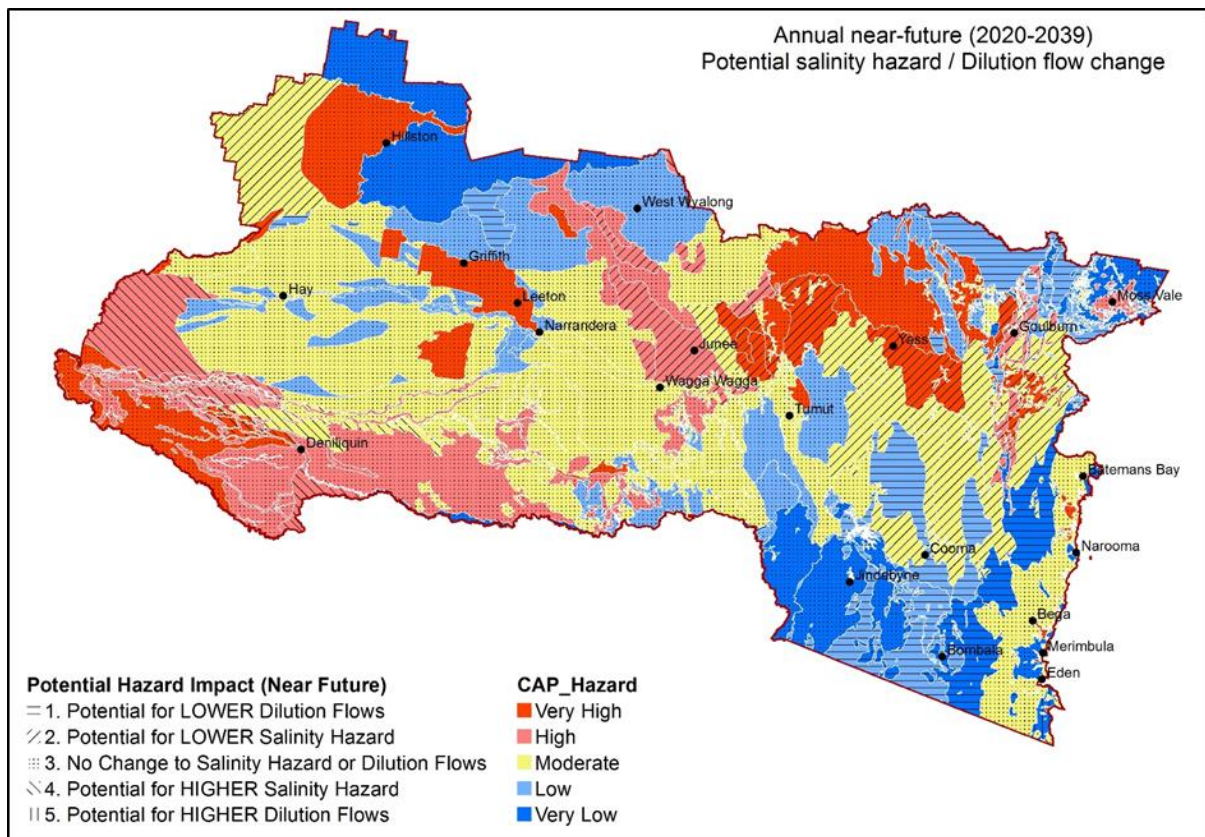 Annual near-future (2020-2039)
Potential salinity hazard / Dilution flow change
Hillston
West Wyalong
Griffith
Hay
Leeton
Moss Vale
Narrandera
Goulburn
Junee
Yass
Wagga Wagga
Tumut
Deniliquin
Batemans Bay
Cooma
Narooma
Jindabyne
Bega
Bombala
Merimbula
Eden
Potential Hazard Impact (Near Future)
1. Potential for LOWER Dilution Flows
2. Potential for LOWER Salinity Hazard
3. No Change to Salinity Hazard or Dilution Flows
4. Potential for HIGHER Salinity Hazard
5. Potential for HIGHER Dilution Flows
CAP_Hazard
Very High
High
Moderate
Low
Very Low